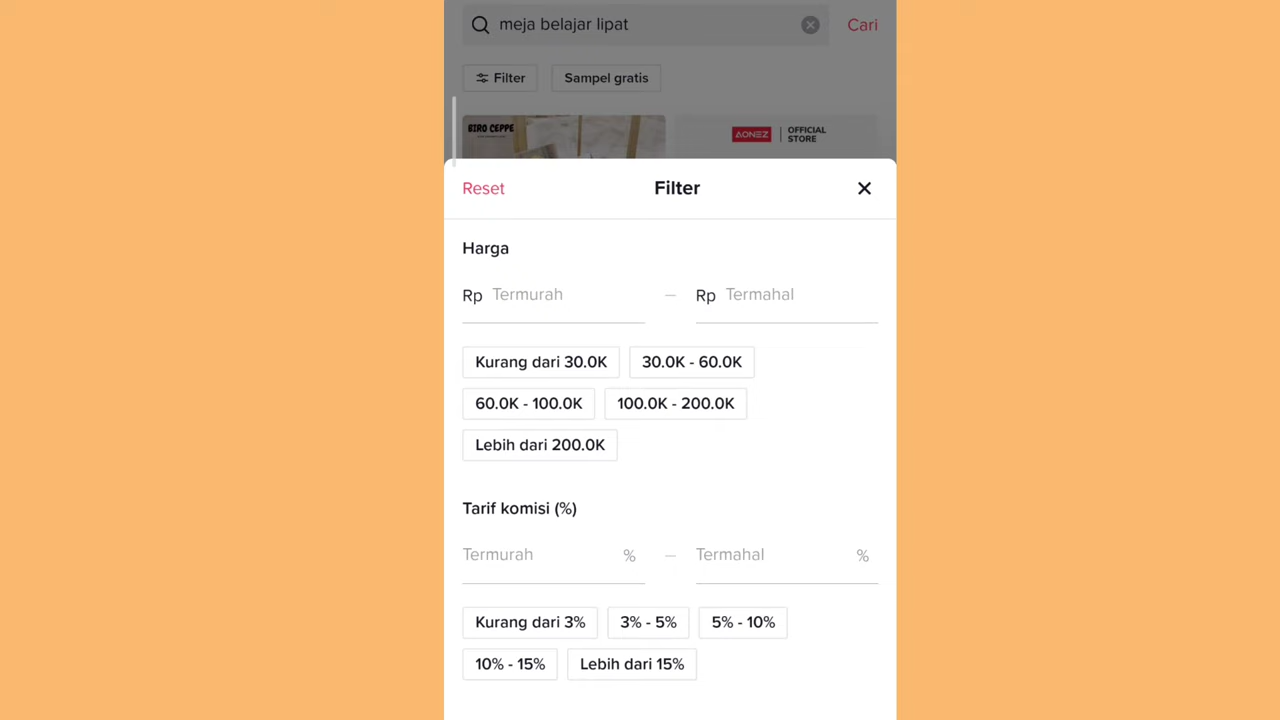 meja belajar lipat
Cari
Filter
Sampel gratis
BIRO CEPPE
AONEZ
OFFICIAL
STORE
Reset
Filter
Harga
Rp Termurah – Rp Termahal
Kurang dari 30.0K
30.0K - 60.0K
60.0K - 100.0K
100.0K - 200.0K
Lebih dari 200.0K
Tarif komisi (%)
Termurah % – Termahal %
Kurang dari 3%
3% - 5%
5% - 10%
10% - 15%
Lebih dari 15%